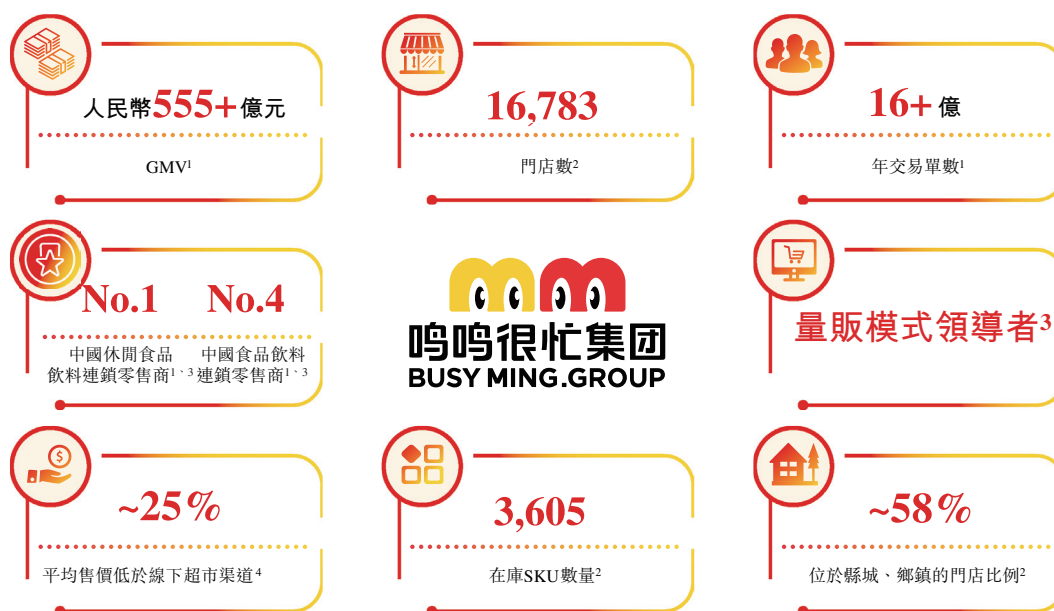 人民幣555+億元
GMV¹
16,783
門店數²
16+億
年交易單數¹
No.1 No.4
中國休閒食品 中國食品飲料
飲料連鎖零售商¹、³ 連鎖零售商¹、³
鸣鸣很忙集团
BUSY MING.GROUP
量販模式領導者³
~25%
平均售價低於線下超市渠道⁴
3,605
在庫SKU數量²
~58%
位於縣城、鄉鎮的門店比例²